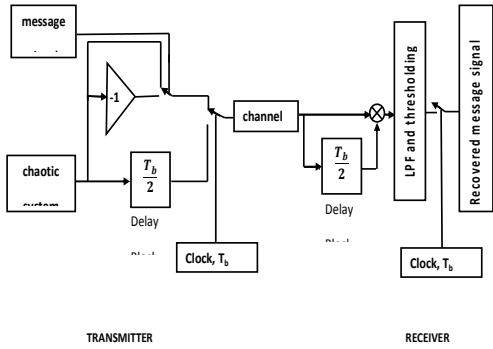 message
-1
chaotic
system
T_b
2
Delay
Clock, T_b
channel
T_b
2
Delay
LPF and thresholding
Clock, T_b
Recovered message signal
TRANSMITTER
RECEIVER